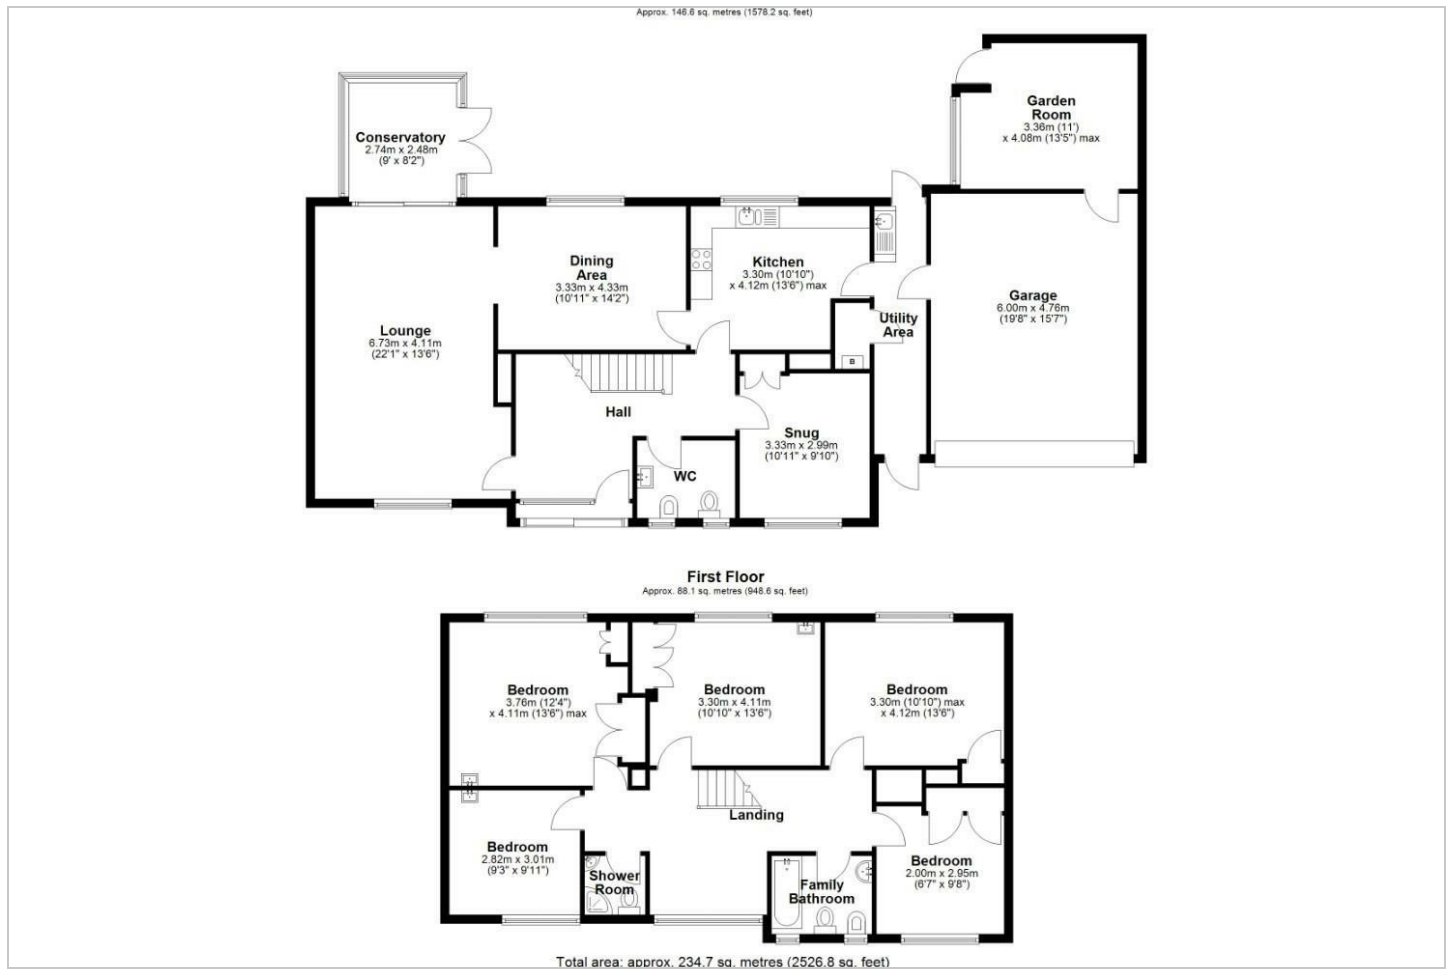 Approx. 146.6 sq. metres (1578.2 sq. feet)
Conservatory
2.74m x 2.48m
(9' x 8'2")
Garden
Room
3.36m (11')
x 4.08m (13'5") max
Dining
Area
3.33m x 4.33m
(10'11" x 14'2")
Kitchen
3.30m (10'10")
x 4.12m (13'6") max
Lounge
6.73m x 4.11m
(22'1" x 13'6")
Utility
Area
Garage
6.00m x 4.76m
(19'8" x 15'7")
Hall
Snug
3.33m x 2.99m
(10'11" x 9'10")
WC
First Floor
Approx. 88.1 sq. metres (948.6 sq. feet)
Bedroom
3.76m (12'4")
x 4.11m (13'6") max
Bedroom
3.30m x 4.11m
(10'10" x 13'6")
Bedroom
3.30m (10'10") max
x 4.12m (13'6")
Landing
Bedroom
2.82m x 3.01m
(9'3" x 9'11")
Shower
Room
Family
Bathroom
Bedroom
2.00m x 2.95m
(6'7" x 9'8")
Total area: approx. 234.7 sq. metres (2526.8 sq. feet)